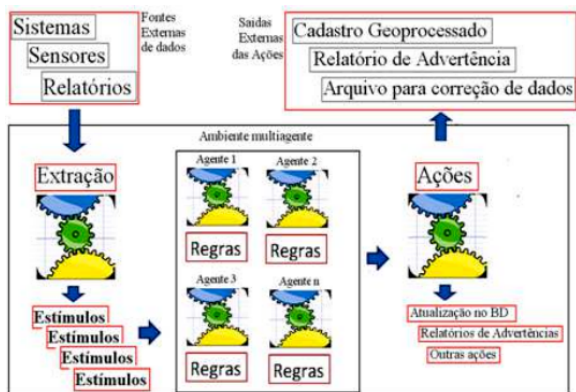 Sistemas
Sensores
Relatórios
Fontes
Externas
de dados
Saídas
Externas
das Ações
Cadastro Geoprocessado
Relatório de Advertência
Arquivo para correção de dados
Ambiente multiagente
Extração
Agente 1
Agente 2
Regras
Regras
Agente 3
Agente n
Regras
Regras
Ações
Estímulos
Estímulos
Estímulos
Estímulos
Atualização no BD
Relatórios de Advertências
Outras ações